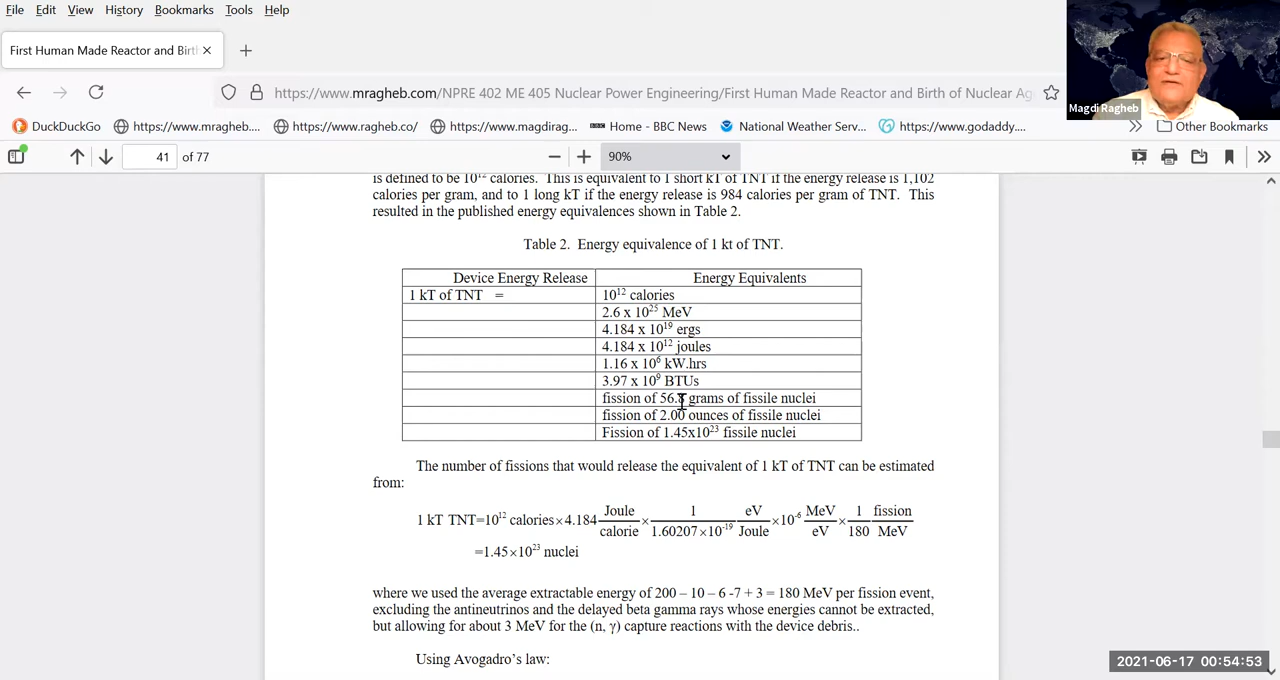 File Edit View History Bookmarks Tools Help
First Human Made Reactor and Birt
https://www.mragheb.com/NPRE 402 ME 405 Nuclear Power Engineering/First Human Made Reactor and Birth of Nuclear Ag
Magdi Ragheb
DuckDuckGo https://www.mragheb.... https://www.ragheb.co/ https://www.magdirag... Home - BBC News National Weather Serv... https://www.godaddy.... Other Bookmarks
41 of 77 90%
is defined to be 10¹² calories. This is equivalent to 1 short kT of TNT if the energy release is 1,102
calories per gram, and to 1 long kT if the energy release is 984 calories per gram of TNT. This
resulted in the published energy equivalences shown in Table 2.
Table 2. Energy equivalence of 1 kt of TNT.
Device Energy Release Energy Equivalents
1 kT of TNT = 10¹² calories
2.6 x 10²⁵ MeV
4.184 x 10¹⁹ ergs
4.184 x 10¹² joules
1.16 x 10⁶ kW.hrs
3.97 x 10⁹ BTUs
fission of grams of fissile nuclei
fission of 2.00 ounces of fissile nuclei
Fission of 1.45x10²³ fissile nuclei
The number of fissions that would release the equivalent of 1 kT of TNT can be estimated
from:
1 kT TNT=10¹² calories×4.184 Joule/calorie × 1/1.60207×10⁻¹⁹ eV/Joule ×10⁻⁶ MeV/eV × 1/180 fission/MeV
=1.45×10²³ nuclei
where we used the average extractable energy of 200 – 10 – 6 -7 + 3 = 180 MeV per fission event,
excluding the antineutrinos and the delayed beta gamma rays whose energies cannot be extracted,
but allowing for about 3 MeV for the (n, γ) capture reactions with the device debris..
Using Avogadro's law:
2021-06-17 00:54:53